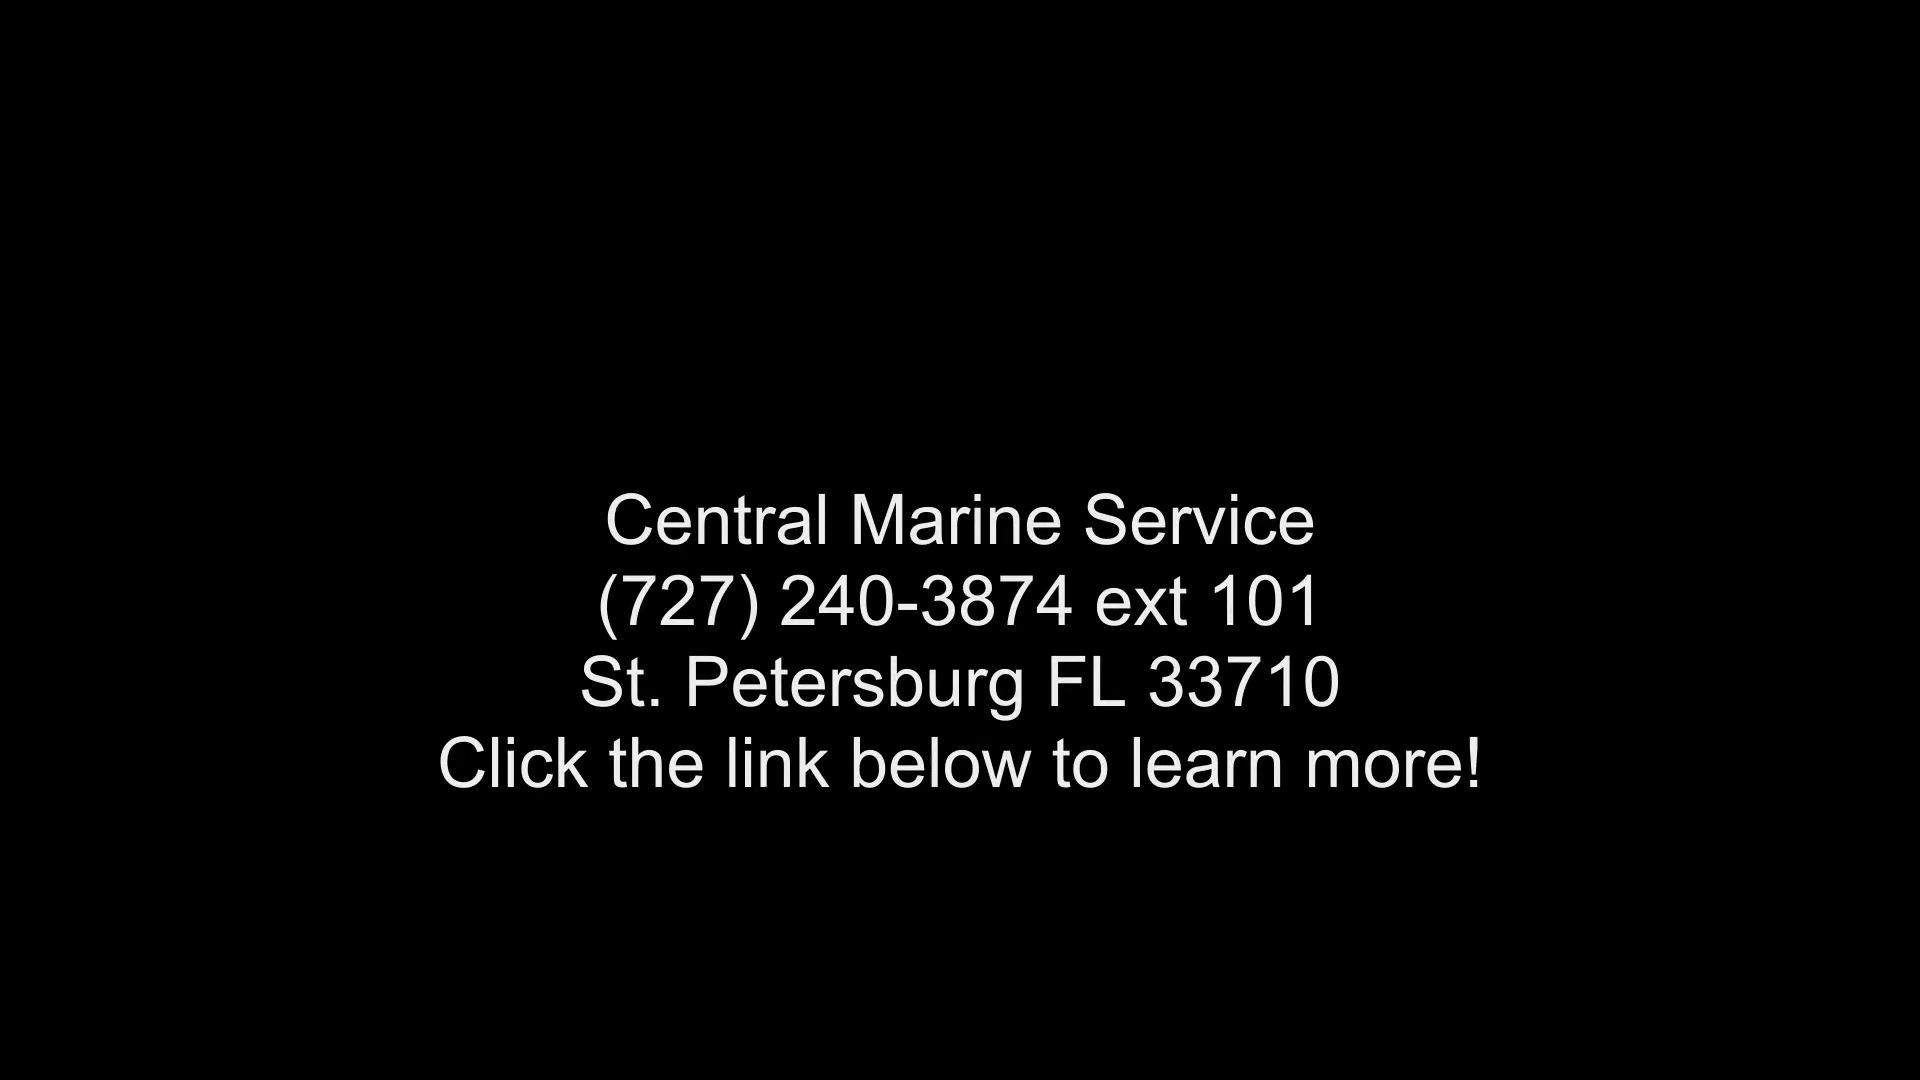 Central Marine Service
(727) 240-3874 ext 101
St. Petersburg FL 33710
Click the link below to learn more!